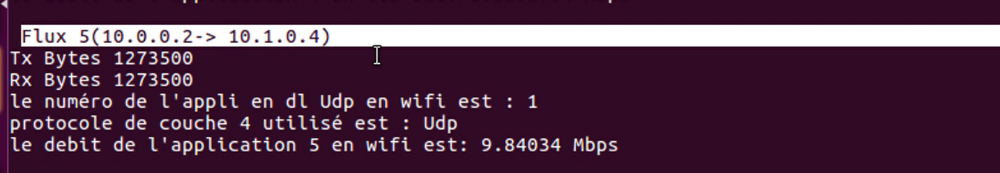 Flux 5(10.0.0.2-> 10.1.0.4)
Tx Bytes 1273500
Rx Bytes 1273500
le numéro de l'appli en dl Udp en wifi est : 1
protocole de couche 4 utilisé est : Udp
le debit de l'application 5 en wifi est: 9.84034 Mbps